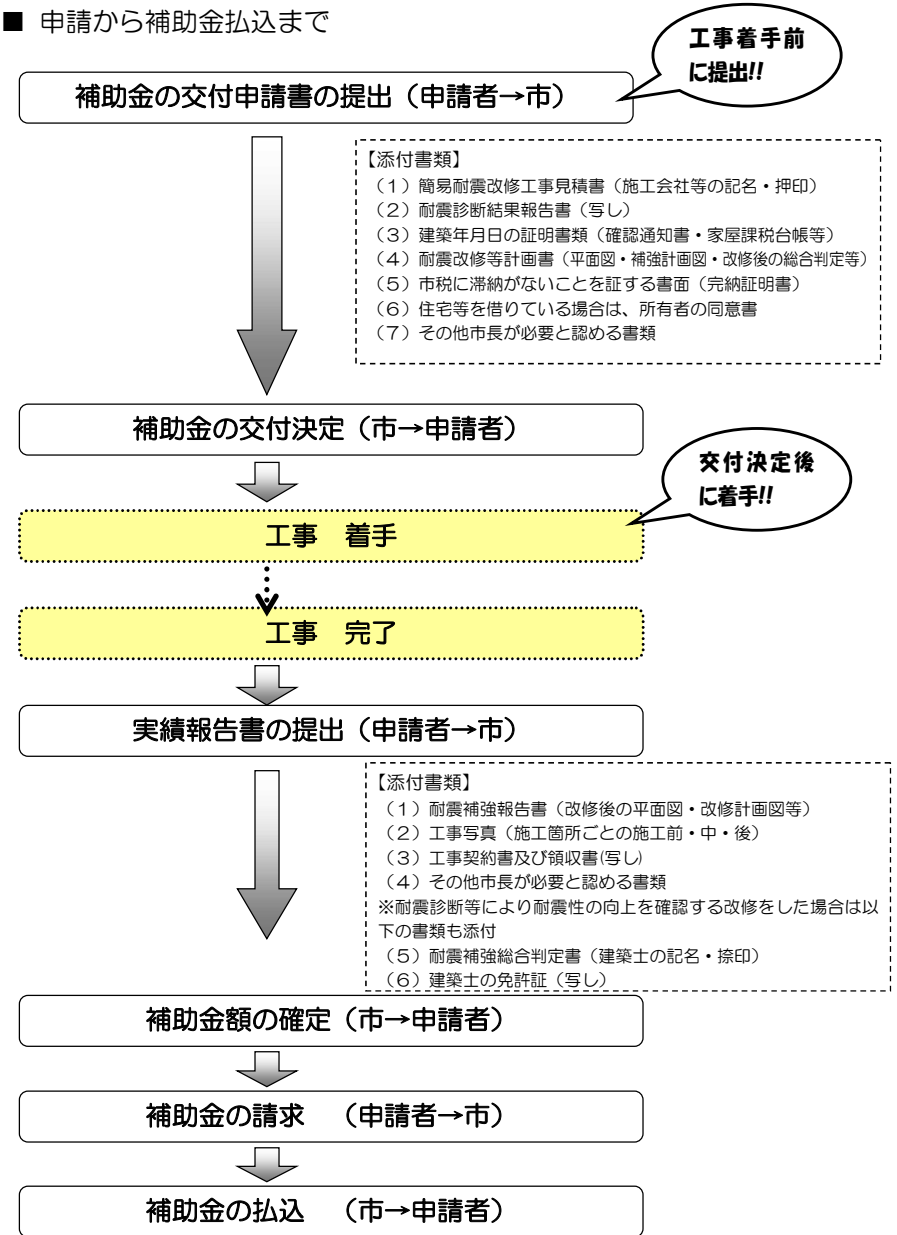 ■ 申請から補助金払込まで
工事着手前
に提出!!
補助金の交付申請書の提出（申請者→市）
【添付書類】
（１）簡易耐震改修工事見積書（施工会社等の記名・押印）
（２）耐震診断結果報告書（写し）
（３）建築年月日の証明書類（確認通知書・家屋課税台帳等）
（４）耐震改修等計画書（平面図・補強計画図・改修後の総合判定等）
（５）市税に滞納がないことを証する書面（完納証明書）
（６）住宅等を借りている場合は、所有者の同意書
（７）その他市長が必要と認める書類
補助金の交付決定（市→申請者）
交付決定後
に着手!!
工事　着手
工事　完了
実績報告書の提出（申請者→市）
【添付書類】
（１）耐震補強報告書（改修後の平面図・改修計画図等）
（２）工事写真（施工箇所ごとの施工前・中・後）
（３）工事契約書及び領収書(写し)
（４）その他市長が必要と認める書類
※耐震診断等により耐震性の向上を確認する改修をした場合は以
下の書類も添付
（５）耐震補強総合判定書（建築士の記名・捺印）
（６）建築士の免許証（写し）
補助金額の確定（市→申請者）
補助金の請求　（申請者→市）
補助金の払込　（市→申請者）